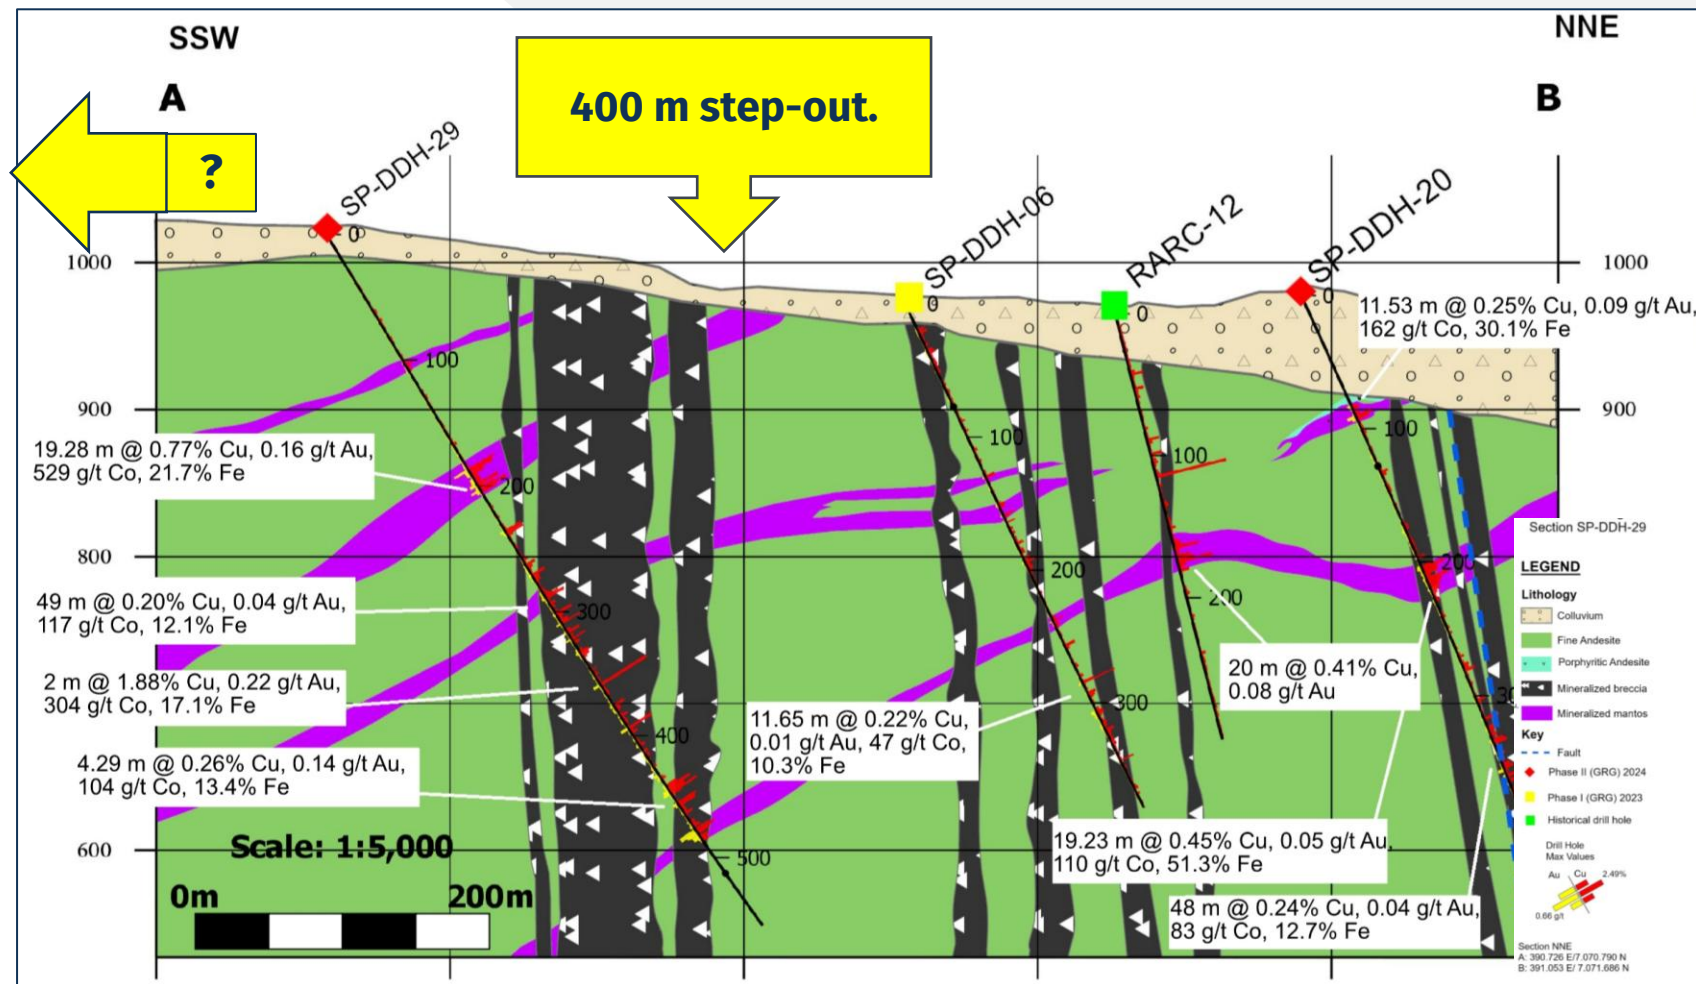 SSW
NNE
A
B
400 m step-out.
?
SP-DDH-29
SP-DDH-06
RARC-12
SP-DDH-20
0
0
0
0
1000
1000
11.53 m @ 0.25% Cu, 0.09 g/t Au,
162 g/t Co, 30.1% Fe
100
900
900
100
100
100
19.28 m @ 0.77% Cu, 0.16 g/t Au,
529 g/t Co, 21.7% Fe
200
800
200
200
200
49 m @ 0.20% Cu, 0.04 g/t Au,
117 g/t Co, 12.1% Fe
300
2 m @ 1.88% Cu, 0.22 g/t Au,
304 g/t Co, 17.1% Fe
20 m @ 0.41% Cu,
0.08 g/t Au
300
30
400
11.65 m @ 0.22% Cu,
0.01 g/t Au, 47 g/t Co,
10.3% Fe
4.29 m @ 0.26% Cu, 0.14 g/t Au,
104 g/t Co, 13.4% Fe
600
500
19.23 m @ 0.45% Cu, 0.05 g/t Au,
110 g/t Co, 51.3% Fe
48 m @ 0.24% Cu, 0.04 g/t Au,
83 g/t Co, 12.7% Fe
Scale: 1:5,000
0m
200m
Section SP-DDH-29
LEGEND
Lithology
Colluvium
Fine Andesite
Porphyritic Andesite
Mineralized breccia
Mineralized mantos
Key
Fault
Phase II (GRG) 2024
Phase I (GRG) 2023
Historical drill hole
Drill Hole
Max Values
Au
Cu
2.49%
0.66 g/t
Section NNE
A: 390.726 E/7.070.790 N
B: 391.053 E/ 7.071.686 N